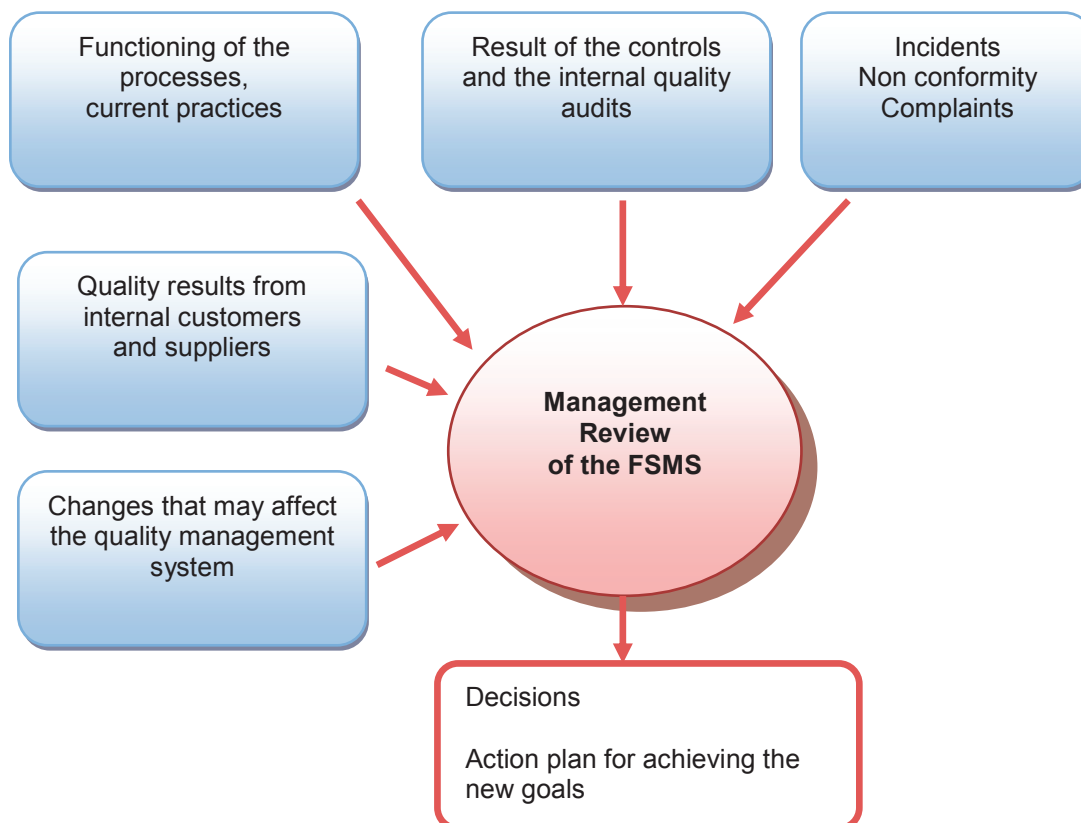 Functioning of the
processes,
current practices
Result of the controls
and the internal quality
audits
Incidents
Non conformity
Complaints
Quality results from
internal customers
and suppliers
Changes that may affect
the quality management
system
Management
Review
of the FSMS
Decisions
Action plan for achieving the
new goals